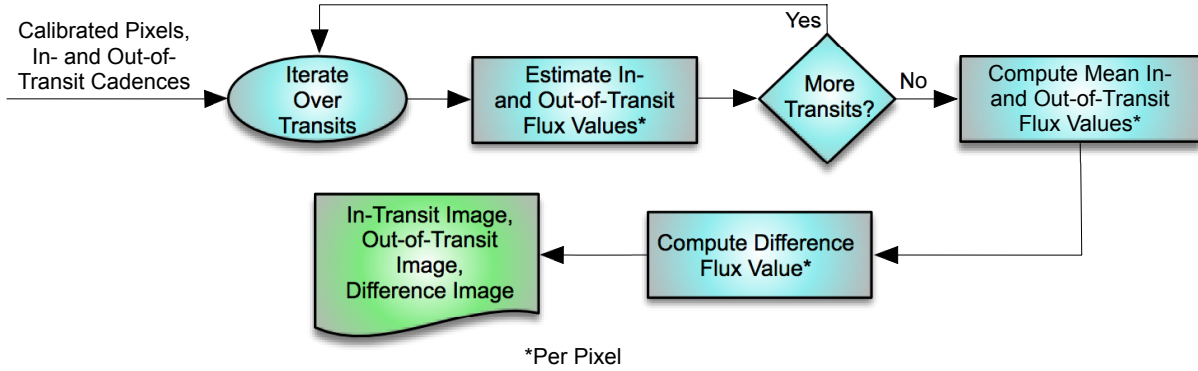 Calibrated Pixels,
In- and Out-of-
Transit Cadences
Iterate
Over
Transits
Estimate In-
and Out-of-Transit
Flux Values*
Yes
More
Transits?
No
Compute Mean In-
and Out-of-Transit
Flux Values*
Compute Difference
Flux Value*
In-Transit Image,
Out-of-Transit
Image,
Difference Image
*Per Pixel